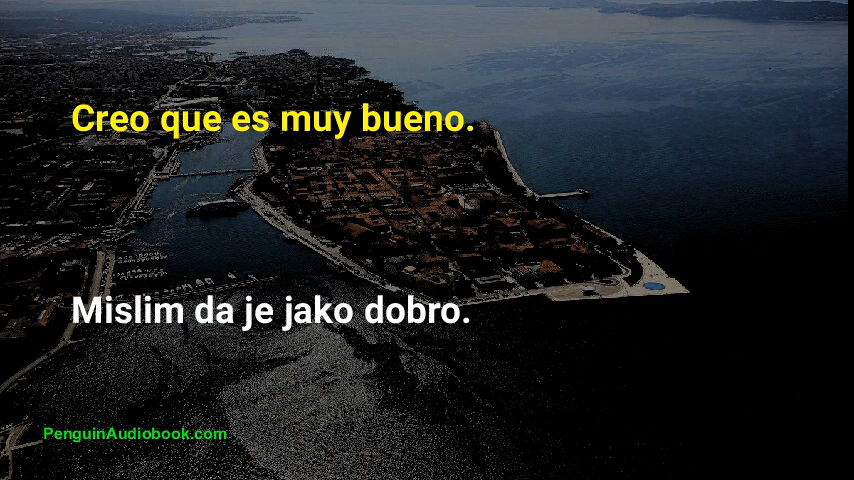 Creo que es muy bueno.
Mislim da je jako dobro.
PenguinAudiobook.com